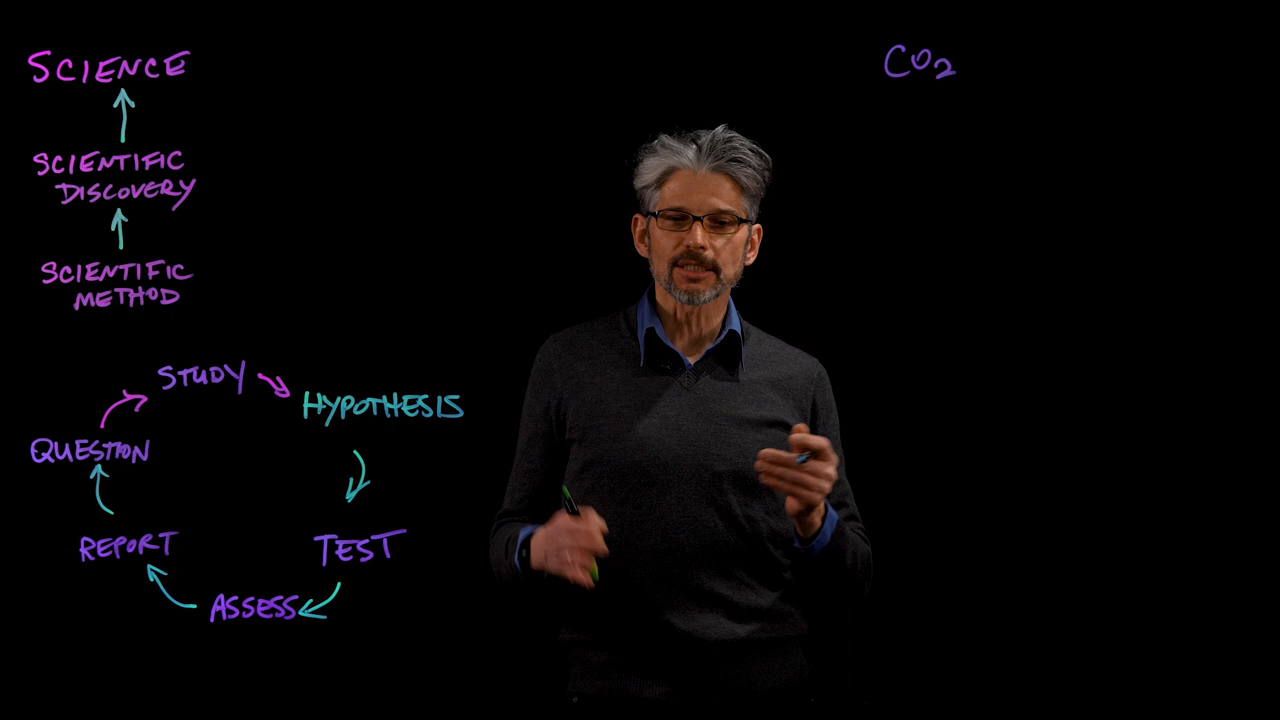 SCIENCE
SCIENTIFIC
DISCOVERY
SCIENTIFIC
METHOD
STUDY
HYPOTHESIS
QUESTION
TEST
REPORT
ASSESS
CO₂